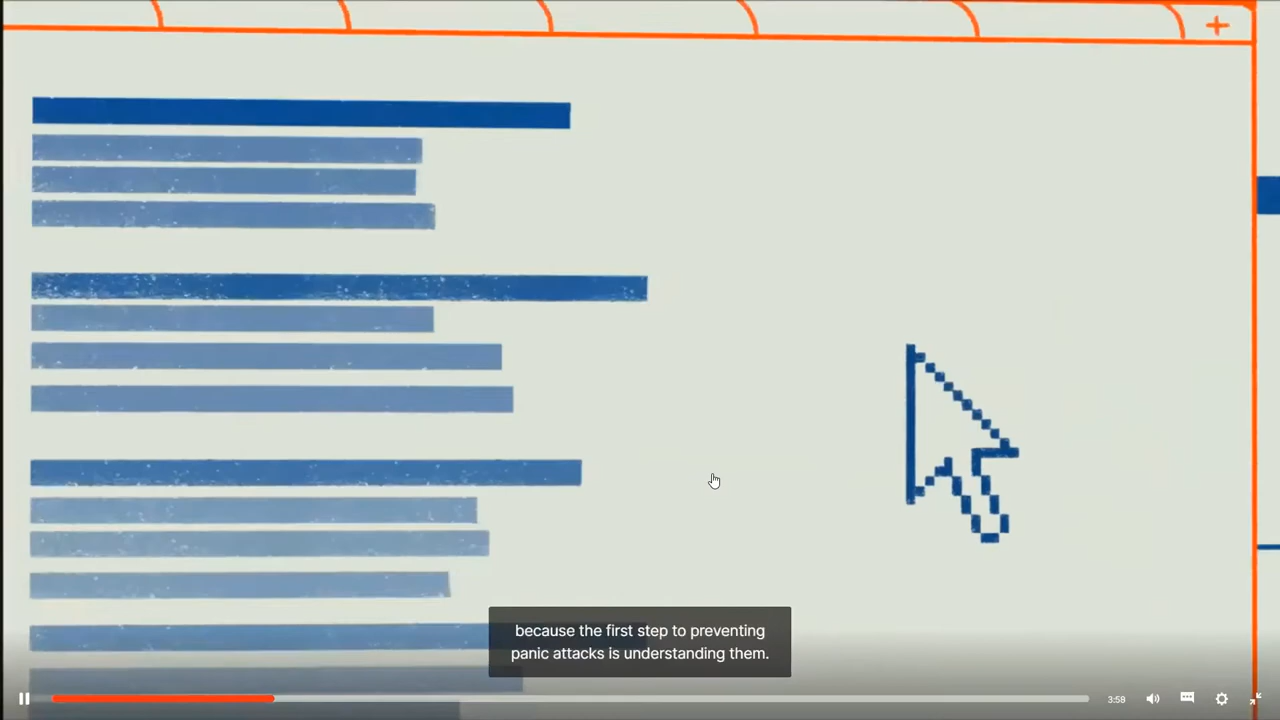 because the first step to preventing
panic attacks is understanding them.
3:58